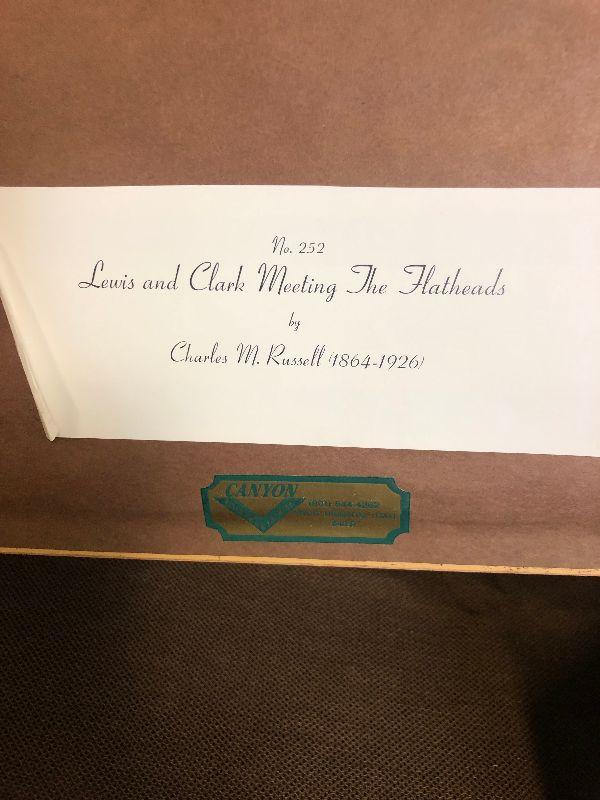 No. 252
Lewis and Clark Meeting The Flatheads
by
Charles M. Russell (1864-1926)
CANYON